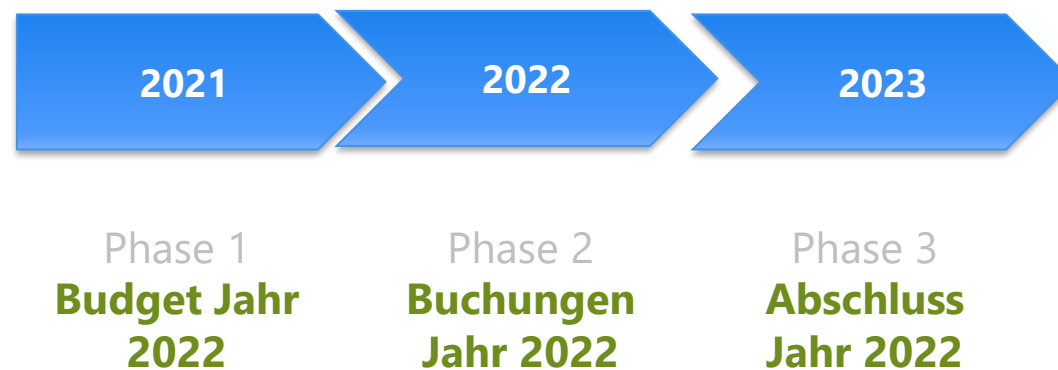 2021
2022
2023
Phase 1
Budget Jahr
2022
Phase 2
Buchungen
Jahr 2022
Phase 3
Abschluss
Jahr 2022